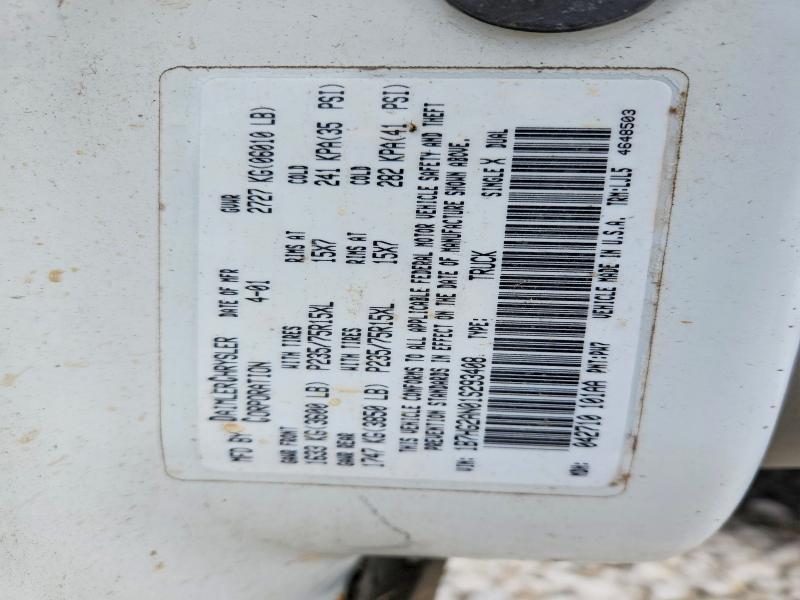 MFD BY DAIMLERCHRYSLER CORPORATION
DATE OF MFR 4-01
GVWR 2727 KG(06010 LB)
GAWR FRONT WITH TIRES RIMS AT COLD
1633 KG(3600 LB) P235/75R15XL 15X7 241 KPA(35 PSI)
GAWR REAR WITH TIRES RIMS AT COLD
1747 KG(3850 LB) P235/75R15XL 15X7 282 KPA(41 PSI)
THIS VEHICLE CONFORMS TO ALL APPLICABLE FEDERAL MOTOR VEHICLE SAFETY AND THEFT
PREVENTION STANDARDS IN EFFECT ON THE DATE OF MANUFACTURE SHOWN ABOVE.
VIN: 1B7HG2AN01S293408 TYPE: TRUCK SINGLE X DUAL
MDH: 042710 101AA PNT:PW7 VEHICLE MADE IN U.S.A. TRM:LJL5 4648503